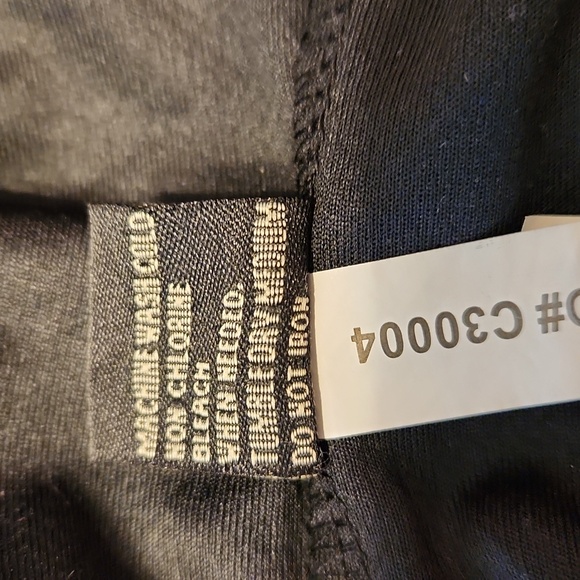 MACHINE WASH COLD
NON CHLORINE
BLEACH
WHEN NEEDED
TUMBLE DRY MEDIUM
DO NOT IRON
# C30004